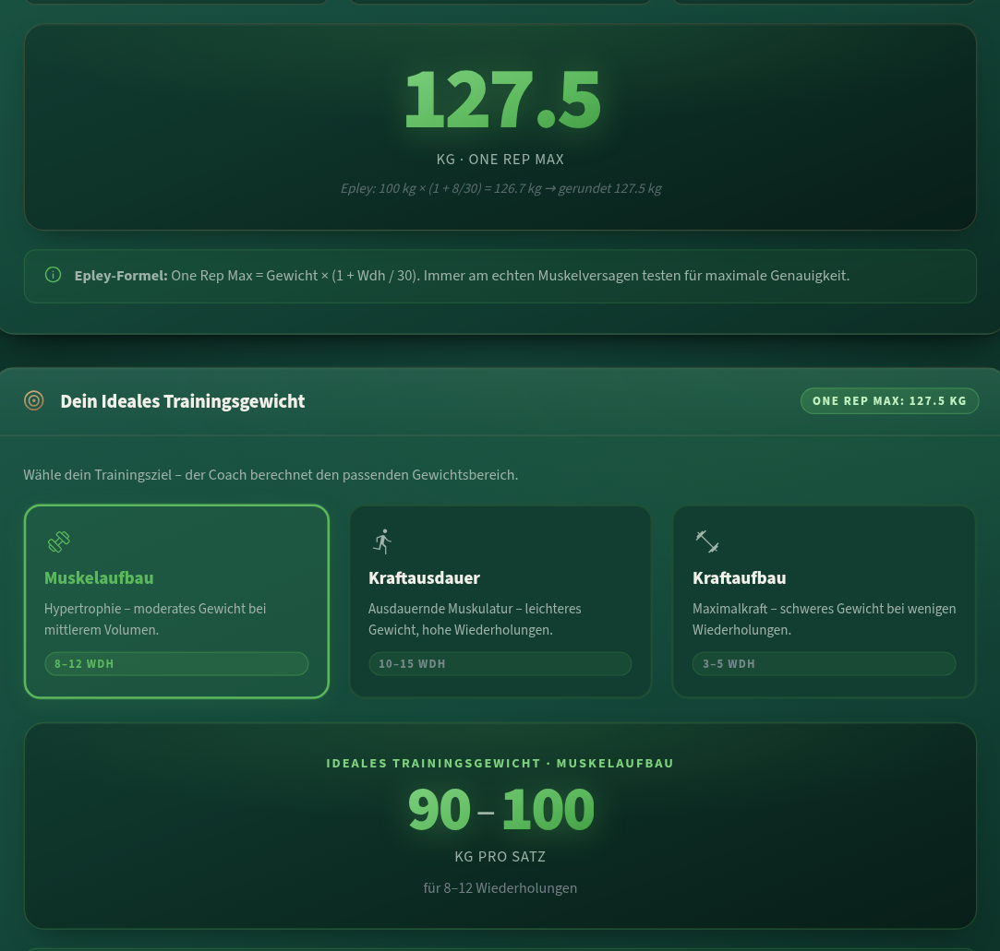 127.5
KG · ONE REP MAX
Epley: 100 kg × (1 + 8/30) = 126.7 kg → gerundet 127.5 kg
Epley-Formel: One Rep Max = Gewicht × (1 + Wdh / 30). Immer am echten Muskelversagen testen für maximale Genauigkeit.
Dein Ideales Trainingsgewicht
ONE REP MAX: 127.5 KG
Wähle dein Trainingsziel – der Coach berechnet den passenden Gewichtsbereich.
Muskelaufbau
Hypertrophie – moderates Gewicht bei
mittlerem Volumen.
8–12 WDH
Kraftausdauer
Ausdauernde Muskulatur – leichteres
Gewicht, hohe Wiederholungen.
10–15 WDH
Kraftaufbau
Maximalkraft – schweres Gewicht bei wenigen
Wiederholungen.
3–5 WDH
IDEALES TRAININGSGEWICHT · MUSKELAUFBAU
90–100
KG PRO SATZ
für 8–12 Wiederholungen